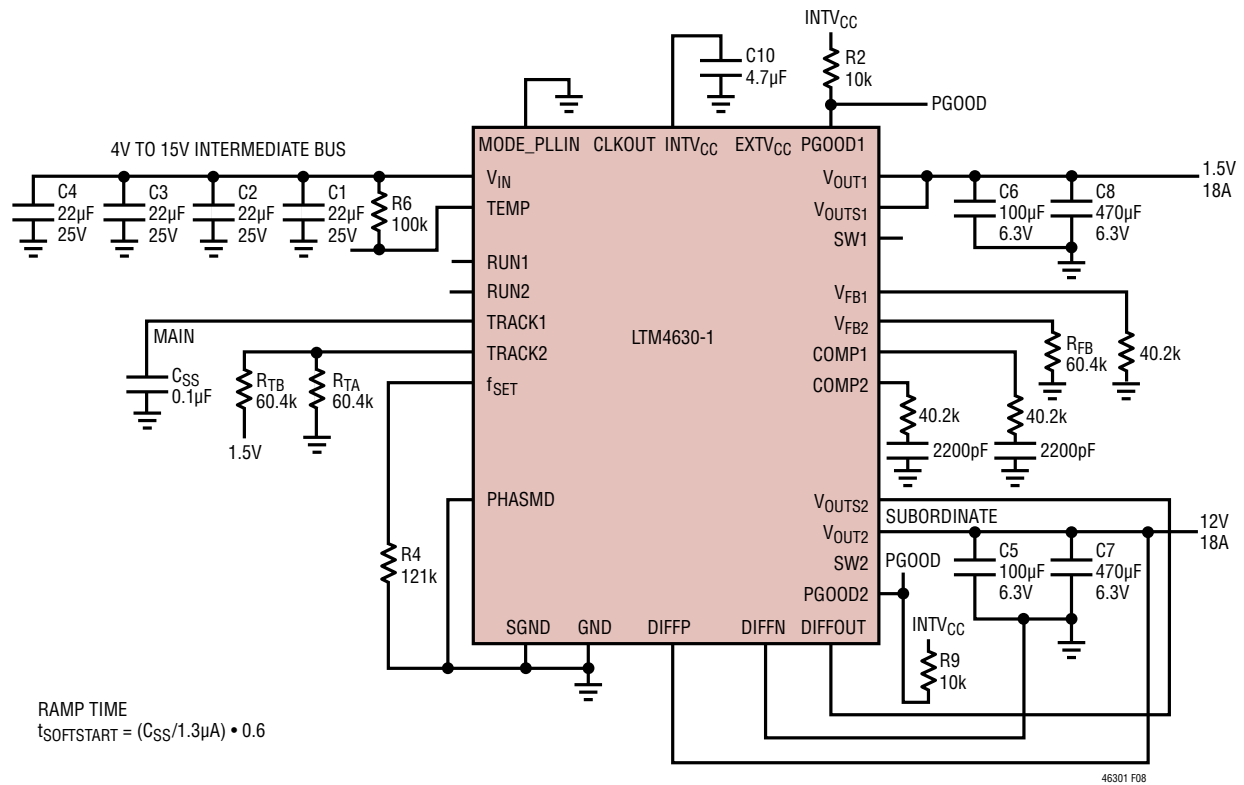 INTVCC
C10
4.7µF
R2
10k
PGOOD
MODE_PLLIN CLKOUT INTVCC EXTVCC PGOOD1
4V TO 15V INTERMEDIATE BUS
C4
22µF
25V
C3
22µF
25V
C2
22µF
25V
C1
22µF
25V
R6
100k
VIN
TEMP
RUN1
RUN2
TRACK1
TRACK2
fSET
PHASMD
MAIN
CSS
0.1µF
RTB
60.4k
1.5V
RTA
60.4k
R4
121k
LTM4630-1
VOUT1
VOUTS1
SW1
VFB1
VFB2
COMP1
COMP2
VOUTS2
VOUT2
SW2
PGOOD2
1.5V
18A
C6
100µF
6.3V
C8
470µF
6.3V
RFB
60.4k
40.2k
40.2k
40.2k
2200pF
2200pF
SUBORDINATE
12V
18A
PGOOD
C5
100µF
6.3V
C7
470µF
6.3V
INTVCC
R9
10k
SGND GND DIFFP DIFFN DIFFOUT
RAMP TIME
tSOFTSTART = (CSS/1.3µA) • 0.6
46301 F08